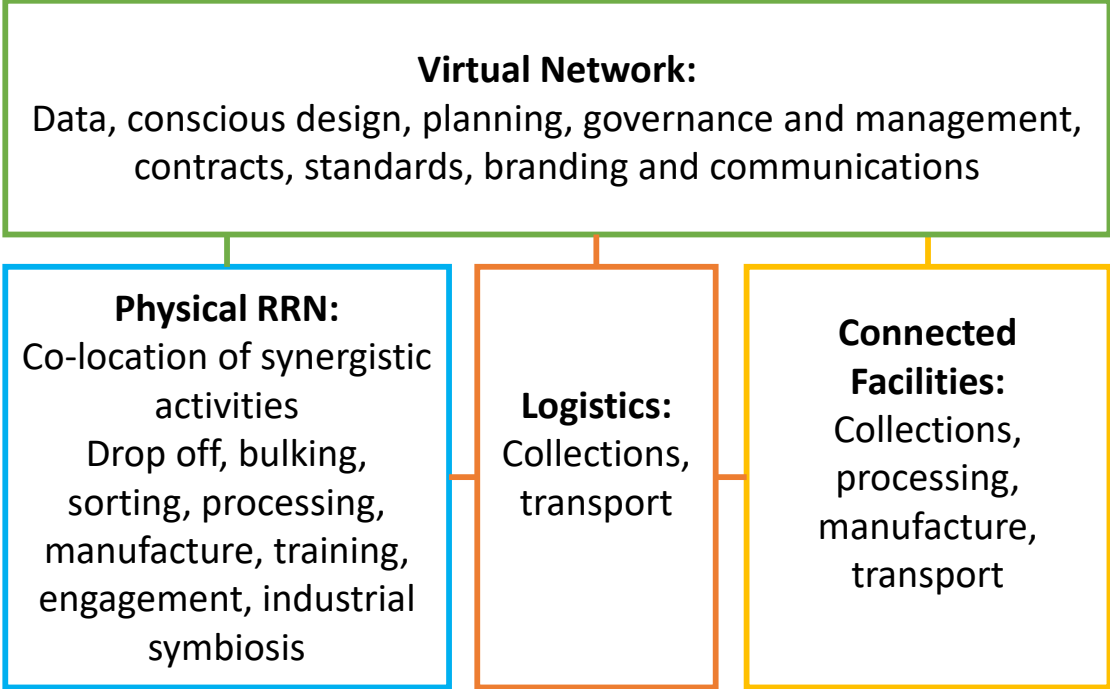 Virtual Network:
Data, conscious design, planning, governance and management,
contracts, standards, branding and communications
Physical RRN:
Co-location of synergistic
activities
Drop off, bulking,
sorting, processing,
manufacture, training,
engagement, industrial
symbiosis
Logistics:
Collections,
transport
Connected
Facilities:
Collections,
processing,
manufacture,
transport